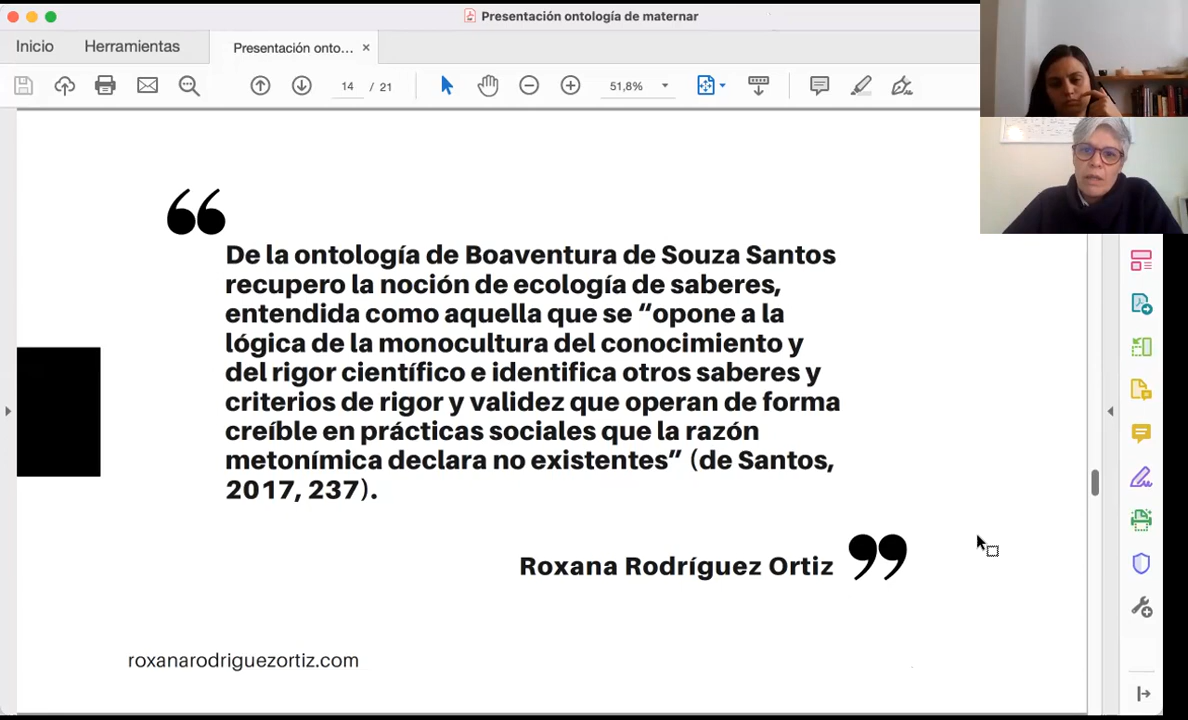 Presentación ontología de maternar
Inicio
Herramientas
Presentación onto... ×
14 / 21
51,8%
“
De la ontología de Boaventura de Souza Santos
recupero la noción de ecología de saberes,
entendida como aquella que se “opone a la
lógica de la monocultura del conocimiento y
del rigor científico e identifica otros saberes y
criterios de rigor y validez que operan de forma
creíble en prácticas sociales que la razón
metonímica declara no existentes” (de Santos,
2017, 237).
Roxana Rodríguez Ortiz ”
roxanarodriguezortiz.com